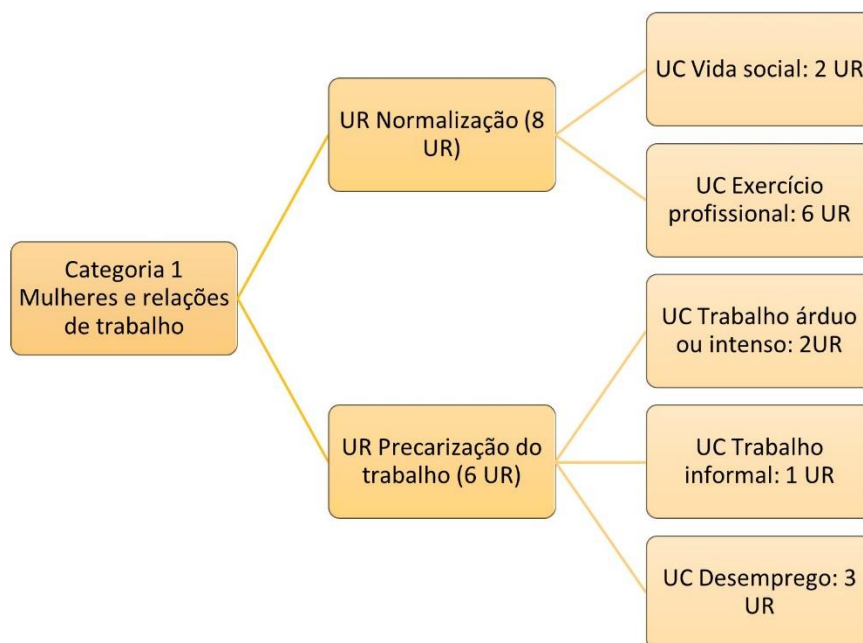 Categoria 1
Mulheres e relações
de trabalho
UR Normalização (8
UR)
UC Vida social: 2 UR
UC Exercício
profissional: 6 UR
UR Precarização do
trabalho (6 UR)
UC Trabalho árduo
ou intenso: 2UR
UC Trabalho
informal: 1 UR
UC Desemprego: 3
UR